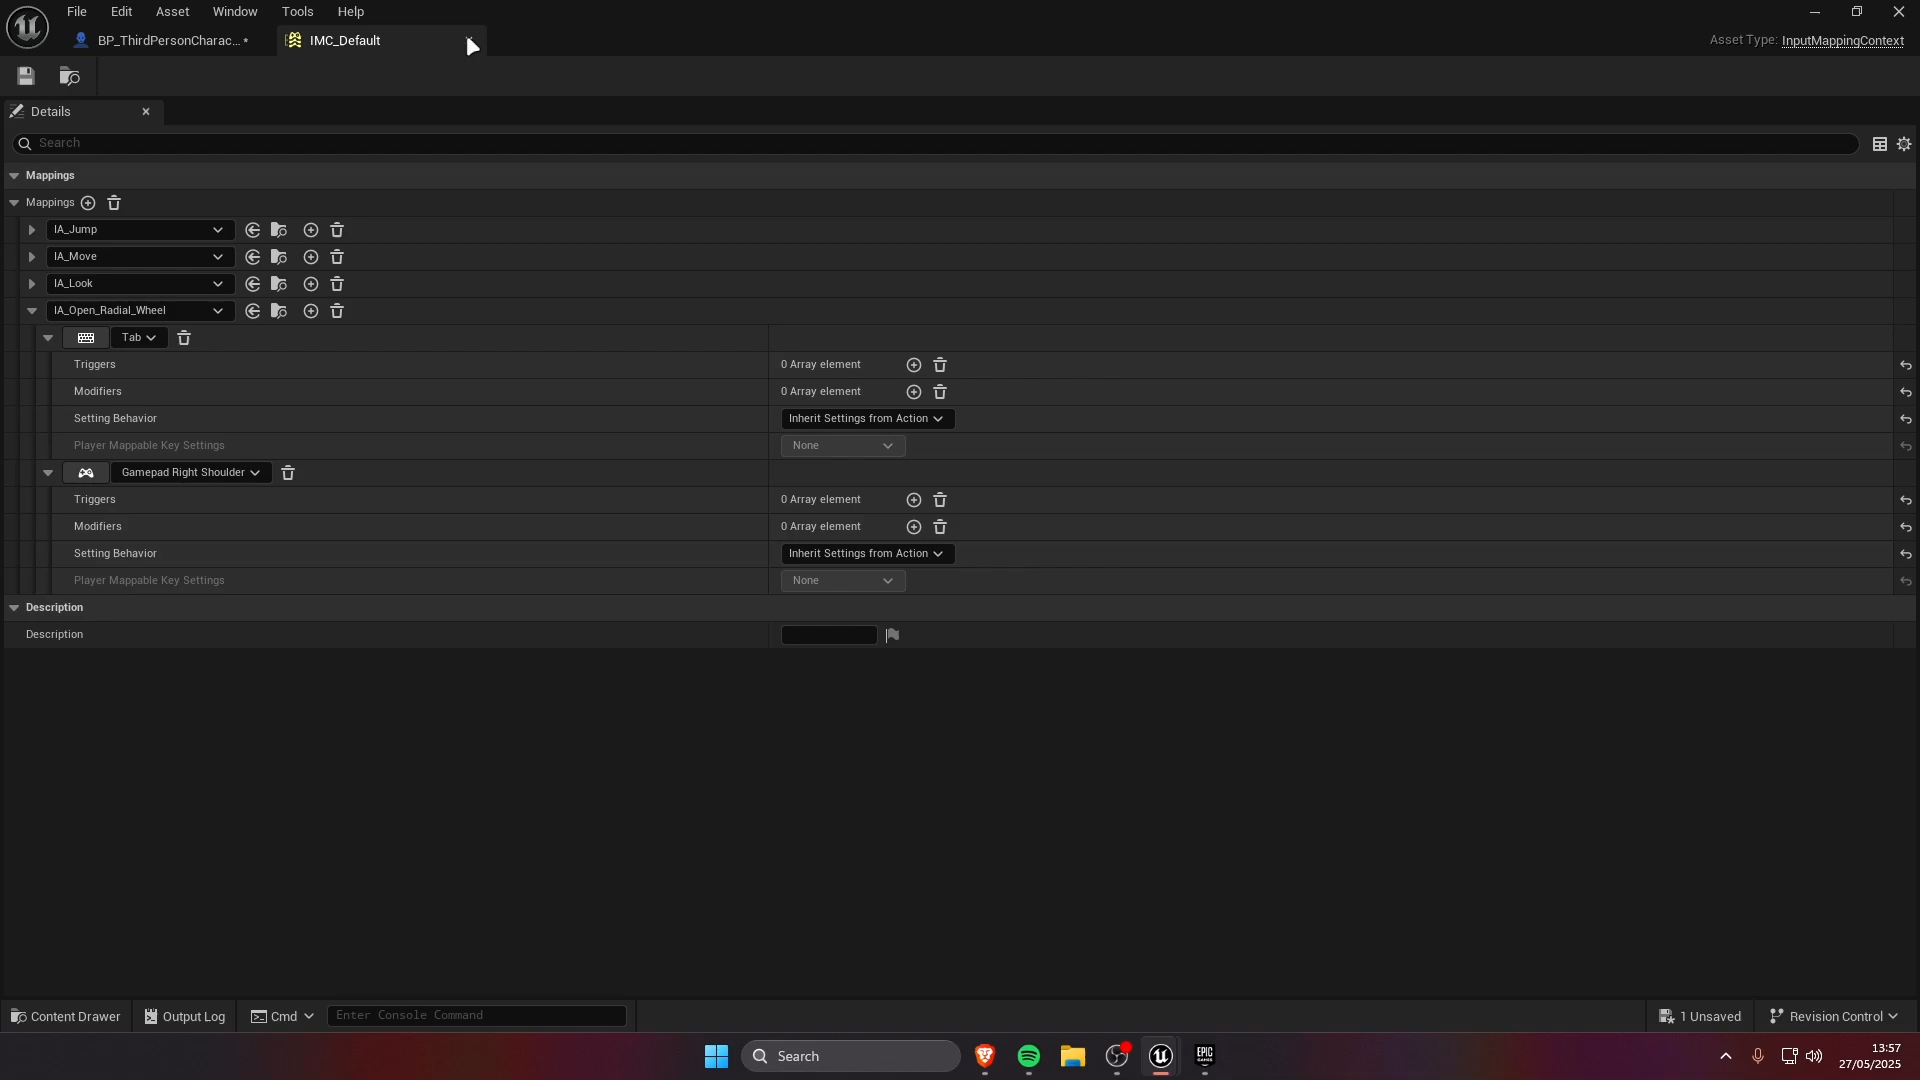 File Edit Asset Window Tools Help
BP_ThirdPersonCharac... •
IMC_Default
Asset Type: InputMappingContext
Details
Search
Mappings
Mappings
IA_Jump
IA_Move
IA_Look
IA_Open_Radial_Wheel
Tab
Triggers 0 Array element
Modifiers 0 Array element
Setting Behavior Inherit Settings from Action
Player Mappable Key Settings None
Gamepad Right Shoulder
Triggers 0 Array element
Modifiers 0 Array element
Setting Behavior Inherit Settings from Action
Player Mappable Key Settings None
Description
Description
Content Drawer Output Log Cmd Enter Console Command 1 Unsaved Revision Control
Search
EPIC GAMES
13:57
27/05/2025